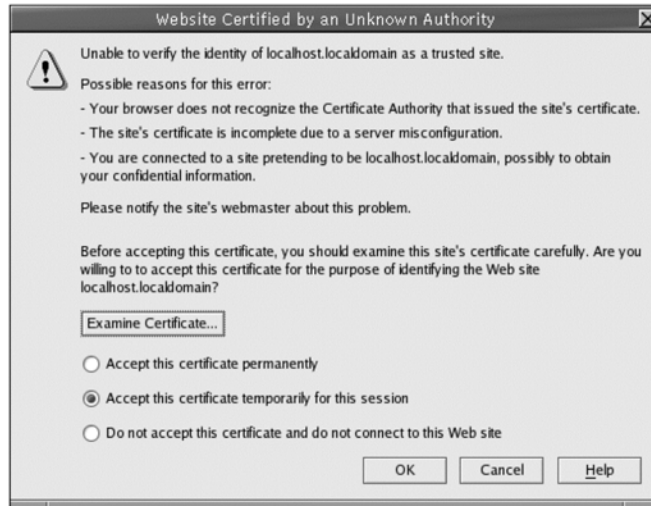 Website Certified by an Unknown Authority
Unable to verify the identity of localhost.localdomain as a trusted site.
Possible reasons for this error:
- Your browser does not recognize the Certificate Authority that issued the site's certificate.
- The site's certificate is incomplete due to a server misconfiguration.
- You are connected to a site pretending to be localhost.localdomain, possibly to obtain
your confidential information.
Please notify the site's webmaster about this problem.
Before accepting this certificate, you should examine this site's certificate carefully. Are you
willing to to accept this certificate for the purpose of identifying the Web site
localhost.localdomain?
Examine Certificate...
Accept this certificate permanently
Accept this certificate temporarily for this session
Do not accept this certificate and do not connect to this Web site
OK Cancel Help